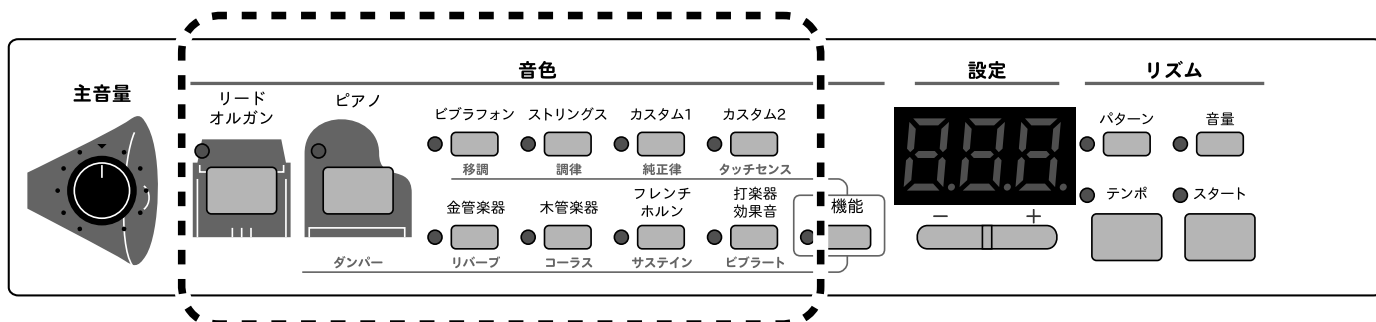 主音量
音色
リード
オルガン
ピアノ
ビブラフォン
ストリングス
カスタム1
カスタム2
移調
調律
純正律
タッチセンス
金管楽器
木管楽器
フレンチ
ホルン
打楽器
効果音
機能
ダンパー
リバーブ
コーラス
サステイン
ビブラート
設定
8.8.8.
−
+
リズム
パターン
音量
テンポ
スタート